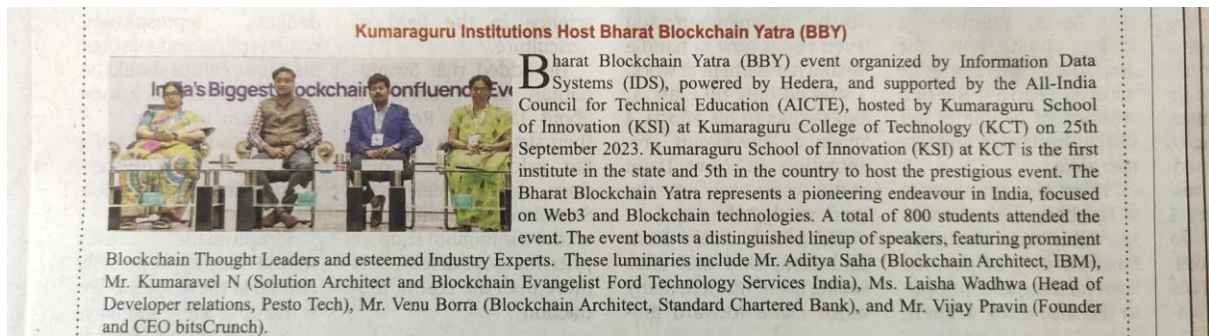 Kumaraguru Institutions Host Bharat Blockchain Yatra (BBY)
India's Biggest Blockchain Confluence
Bharat Blockchain Yatra (BBY) event organized by Information Data
Systems (IDS), powered by Hedera, and supported by the All-India
Council for Technical Education (AICTE), hosted by Kumaraguru School
of Innovation (KSI) at Kumaraguru College of Technology (KCT) on 25th
September 2023. Kumaraguru School of Innovation (KSI) at KCT is the first
institute in the state and 5th in the country to host the prestigious event. The
Bharat Blockchain Yatra represents a pioneering endeavour in India, focused
on Web3 and Blockchain technologies. A total of 800 students attended the
event. The event boasts a distinguished lineup of speakers, featuring prominent
Blockchain Thought Leaders and esteemed Industry Experts. These luminaries include Mr. Aditya Saha (Blockchain Architect, IBM),
Mr. Kumaravel N (Solution Architect and Blockchain Evangelist Ford Technology Services India), Ms. Laisha Wadhwa (Head of
Developer relations, Pesto Tech), Mr. Venu Borra (Blockchain Architect, Standard Chartered Bank), and Mr. Vijay Pravin (Founder
and CEO bitsCrunch).